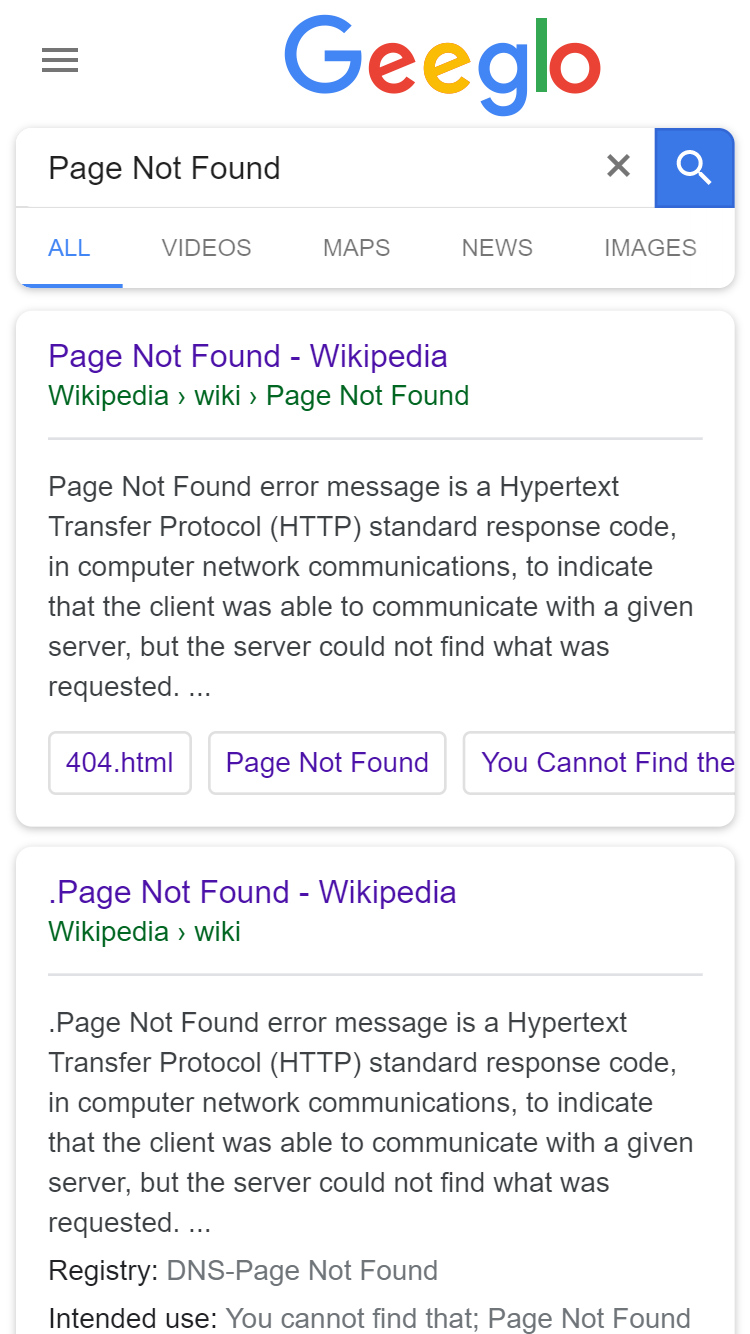 Geeglo
Page Not Found
ALL VIDEOS MAPS NEWS IMAGES
Page Not Found - Wikipedia
Wikipedia › wiki › Page Not Found
Page Not Found error message is a Hypertext
Transfer Protocol (HTTP) standard response code,
in computer network communications, to indicate
that the client was able to communicate with a given
server, but the server could not find what was
requested. ...
404.html Page Not Found You Cannot Find the
.Page Not Found - Wikipedia
Wikipedia › wiki
.Page Not Found error message is a Hypertext
Transfer Protocol (HTTP) standard response code,
in computer network communications, to indicate
that the client was able to communicate with a given
server, but the server could not find what was
requested. ...
Registry: DNS-Page Not Found
Intended use: You cannot find that; Page Not Found